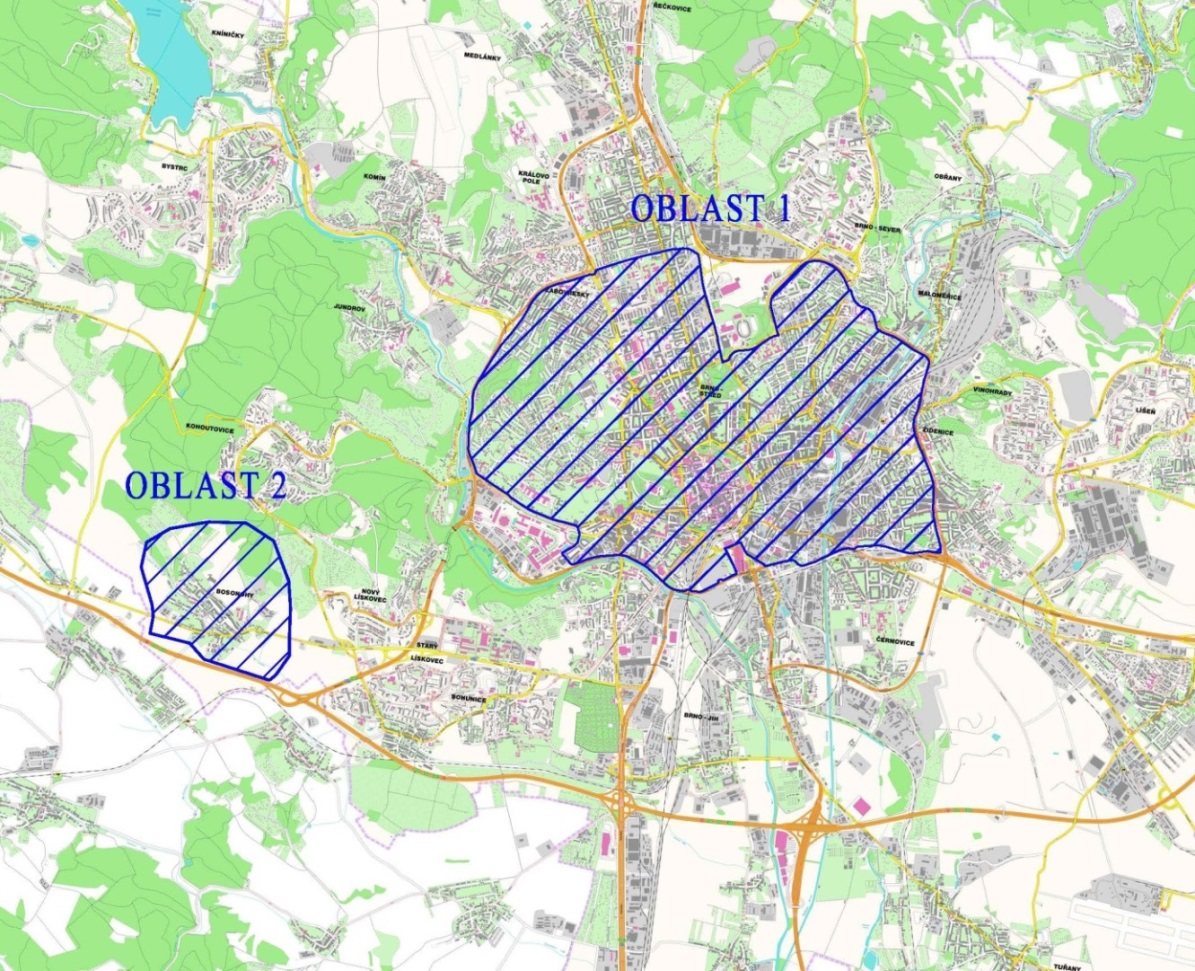 ŘEČKOVICE
KNÍNIČKY
MEDLÁNKY
BYSTRC
KOMÍN
KRÁLOVO
POLE
OBŘANY
OBLAST 1
BRNO - SEVER
ŽABOVŘESKY
MALOMĚŘICE
JUNDROV
BRNO -
STŘED
VINOHRADY
LÍŠEŇ
KOHOUTOVICE
ŽIDENICE
OBLAST 2
BOSONOHY
NOVÝ
LÍSKOVEC
STARÝ
LÍSKOVEC
ČERNOVICE
BOHUNICE
BRNO - JIH
TUŘANY